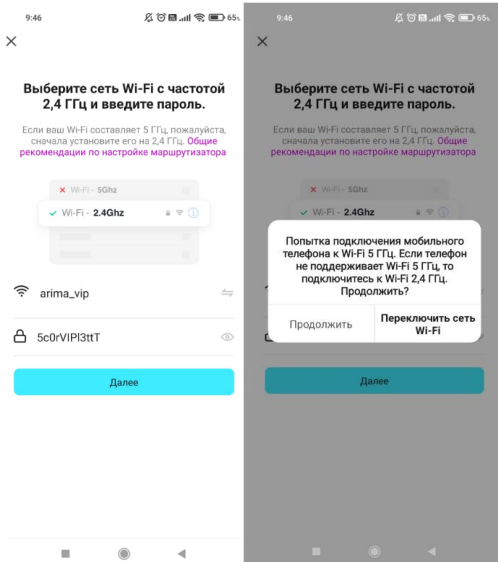 9:46
65
Выберите сеть Wi-Fi с частотой
2,4 ГГц и введите пароль.
Если ваш Wi-Fi составляет 5 ГГц, пожалуйста,
сначала установите его на 2,4 ГГц. Общие
рекомендации по настройке маршрутизатора
Wi-Fi - 5Ghz
Wi-Fi - 2.4Ghz
arima_vip
5c0rVIPl3ttT
Далее
9:46
65
Выберите сеть Wi-Fi с частотой
2,4 ГГц и введите пароль.
Если ваш Wi-Fi составляет 5 ГГц, пожалуйста,
сначала установите его на 2,4 ГГц. Общие
рекомендации по настройке маршрутизатора
Wi-Fi - 5Ghz
Wi-Fi - 2.4Ghz
Попытка подключения мобильного
телефона к Wi-Fi 5 ГГц. Если телефон
не поддерживает Wi-Fi 5 ГГц, то
подключитесь к Wi-Fi 2,4 ГГц.
Продолжить?
Продолжить
Переключить сеть
Wi-Fi
Далее